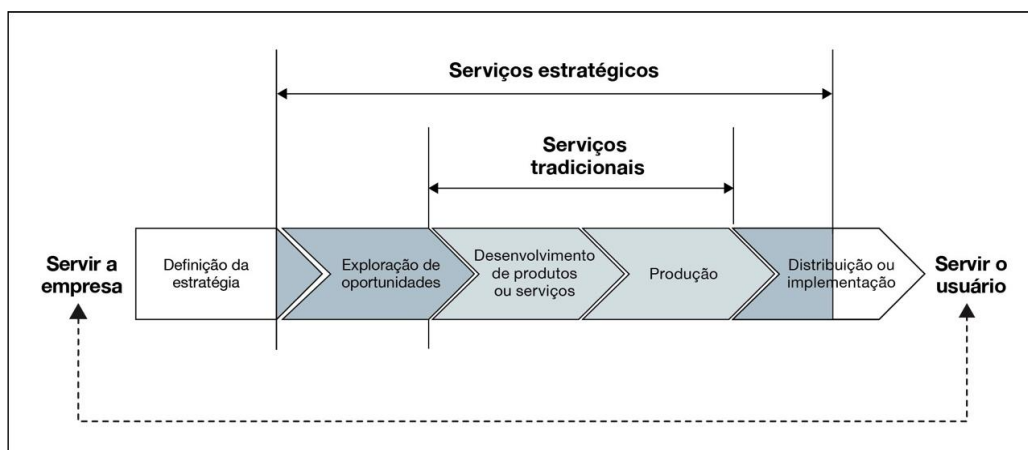 Serviços estratégicos
Serviços
tradicionais
Servir a
empresa
Definição da
estratégia
Exploração de
oportunidades
Desenvolvimento
de produtos
ou serviços
Produção
Distribuição ou
implementação
Servir o
usuário